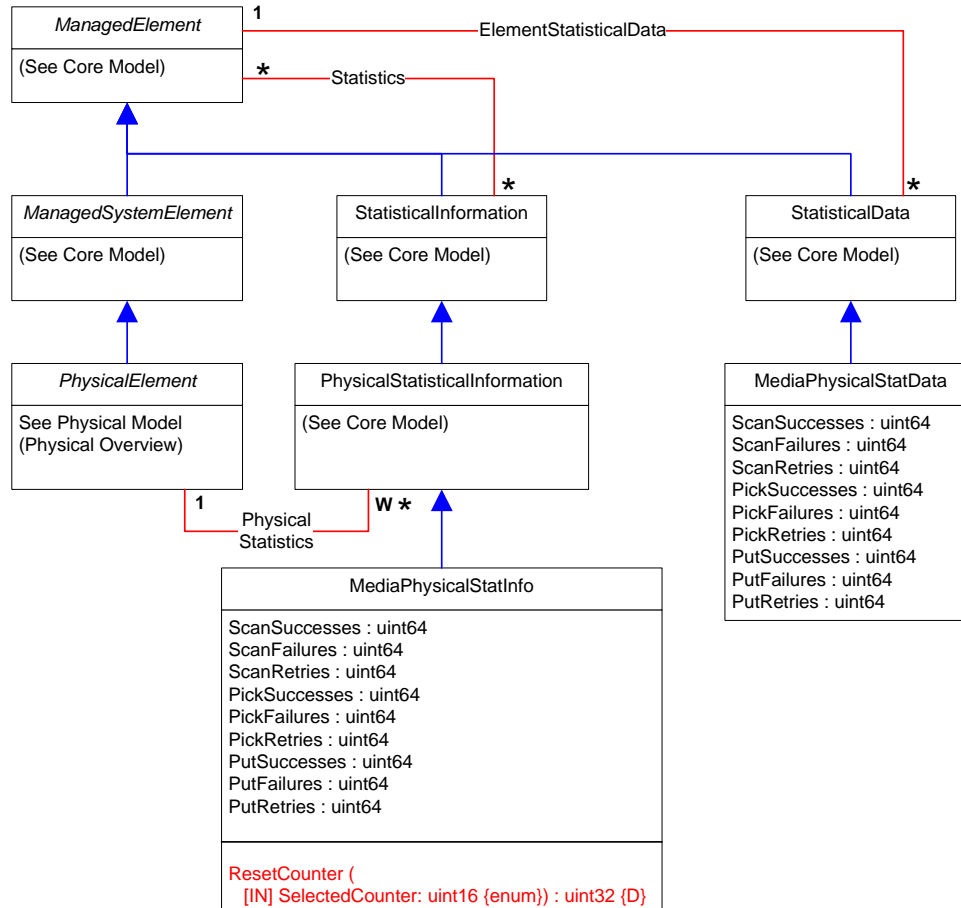 ManagedElement
(See Core Model)
1
ElementStatisticalData
*
Statistics
*
*
ManagedSystemElement
(See Core Model)
StatisticalInformation
(See Core Model)
StatisticalData
(See Core Model)
PhysicalElement
See Physical Model
(Physical Overview)
PhysicalStatisticalInformation
(See Core Model)
MediaPhysicalStatData
ScanSuccesses : uint64
ScanFailures : uint64
ScanRetries : uint64
PickSuccesses : uint64
PickFailures : uint64
PickRetries : uint64
PutSuccesses : uint64
PutFailures : uint64
PutRetries : uint64
1
Physical
Statistics
W *
MediaPhysicalStatInfo
ScanSuccesses : uint64
ScanFailures : uint64
ScanRetries : uint64
PickSuccesses : uint64
PickFailures : uint64
PickRetries : uint64
PutSuccesses : uint64
PutFailures : uint64
PutRetries : uint64
ResetCounter (
[IN] SelectedCounter: uint16 {enum}) : uint32 {D}